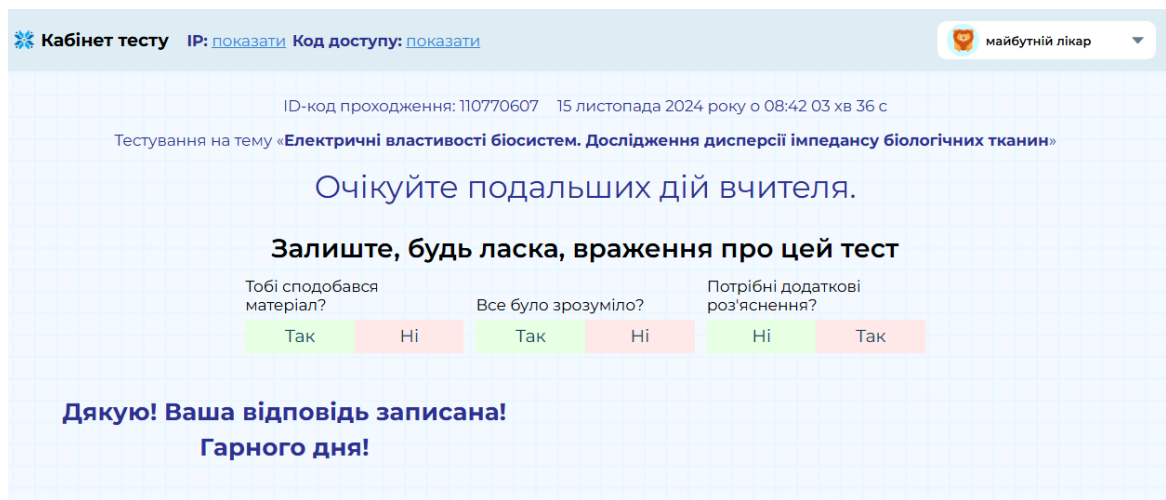 Кабінет тесту IP: показати Код доступу: показати майбутній лікар
ID-код проходження: 110770607 15 листопада 2024 року о 08:42 03 хв 36 с
Тестування на тему «Електричні властивості біосистем. Дослідження дисперсії імпедансу біологічних тканин»
Очікуйте подальших дій вчителя.
Залиште, будь ласка, враження про цей тест
Тобі сподобався матеріал?
Так Ні
Все було зрозуміло?
Так Ні
Потрібні додаткові роз'яснення?
Ні Так
Дякую! Ваша відповідь записана!
Гарного дня!